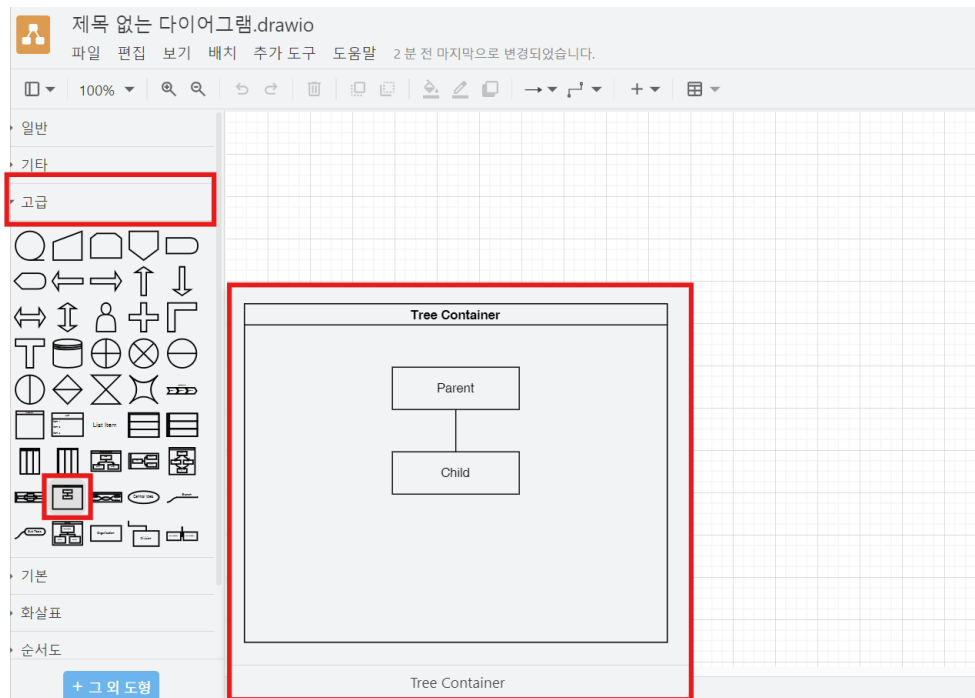 제목 없는 다이어그램.drawio
파일 편집 보기 배치 추가 도구 도움말 2 분 전 마지막으로 변경되었습니다.
100%
일반
기타
고급
List Item
기본
화살표
순서도
+ 그 외 도형
Tree Container
Parent
Child
Tree Container